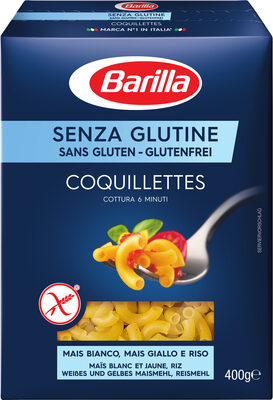 Barilla
MARCA N°1 IN ITALIA
SENZA GLUTINE
SANS GLUTEN - GLUTENFREI
COQUILLETTES
COTTURA 6 MINUTI
SERVIERVORSCHLAG
MAIS BIANCO, MAIS GIALLO E RISO
MAÏS BLANC ET JAUNE, RIZ
WEIßES UND GELBES MAISMEHL, REISMEHL
400g℮